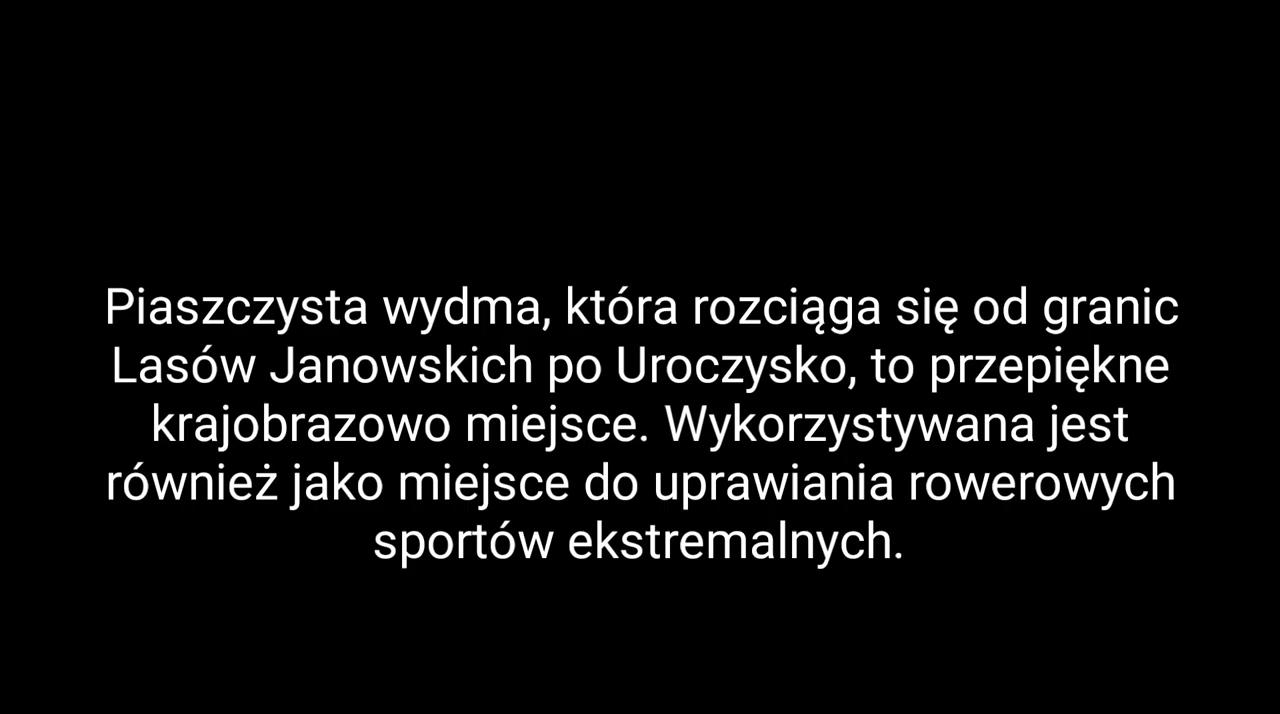 Piaszczysta wydma, która rozciąga się od granic
Lasów Janowskich po Uroczysko, to przepiękne
krajobrazowo miejsce. Wykorzystywana jest
również jako miejsce do uprawiania rowerowych
sportów ekstremalnych.